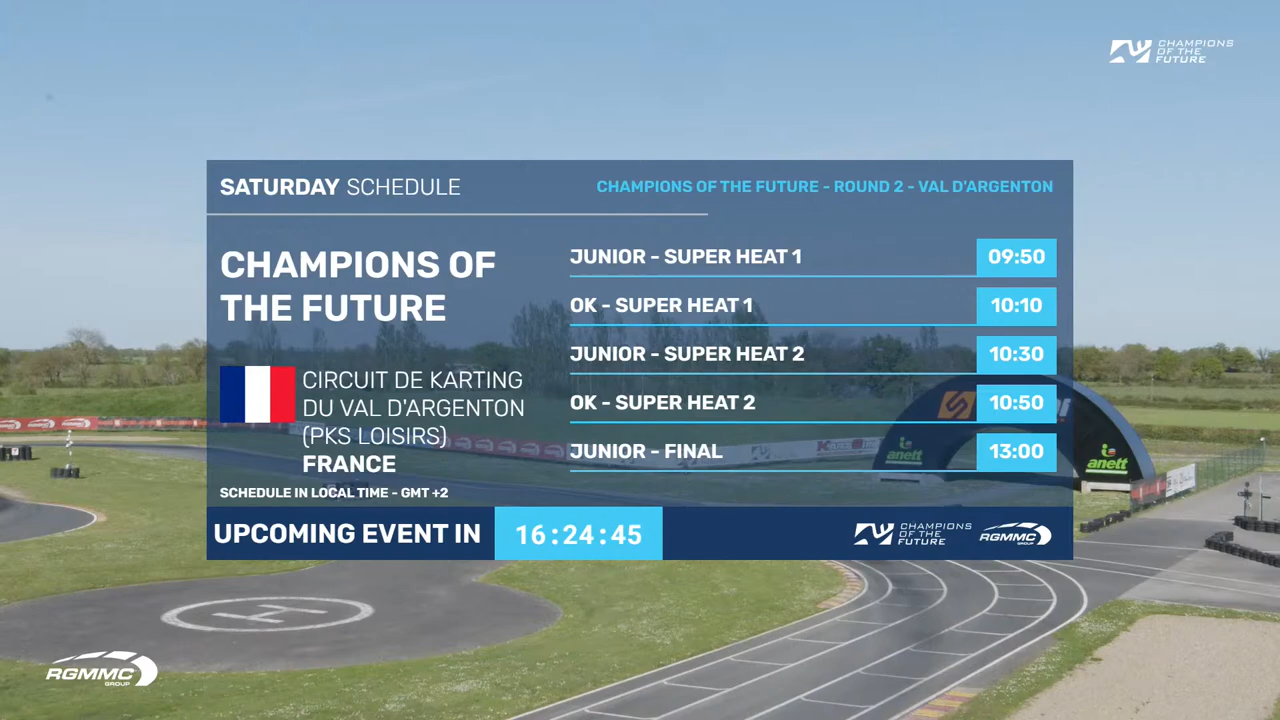 CHAMPIONS
OF THE
FUTURE
SATURDAY SCHEDULE
CHAMPIONS OF THE FUTURE - ROUND 2 - VAL D'ARGENTON
CHAMPIONS OF
THE FUTURE
CIRCUIT DE KARTING
DU VAL D'ARGENTON
(PKS LOISIRS)
FRANCE
SCHEDULE IN LOCAL TIME - GMT +2
JUNIOR - SUPER HEAT 1 09:50
OK - SUPER HEAT 1 10:10
JUNIOR - SUPER HEAT 2 10:30
OK - SUPER HEAT 2 10:50
JUNIOR - FINAL 13:00
anett
anett
UPCOMING EVENT IN 16:24:45
CHAMPIONS
OF THE
FUTURE
RGMMC
GROUP
H
RGMMC
GROUP